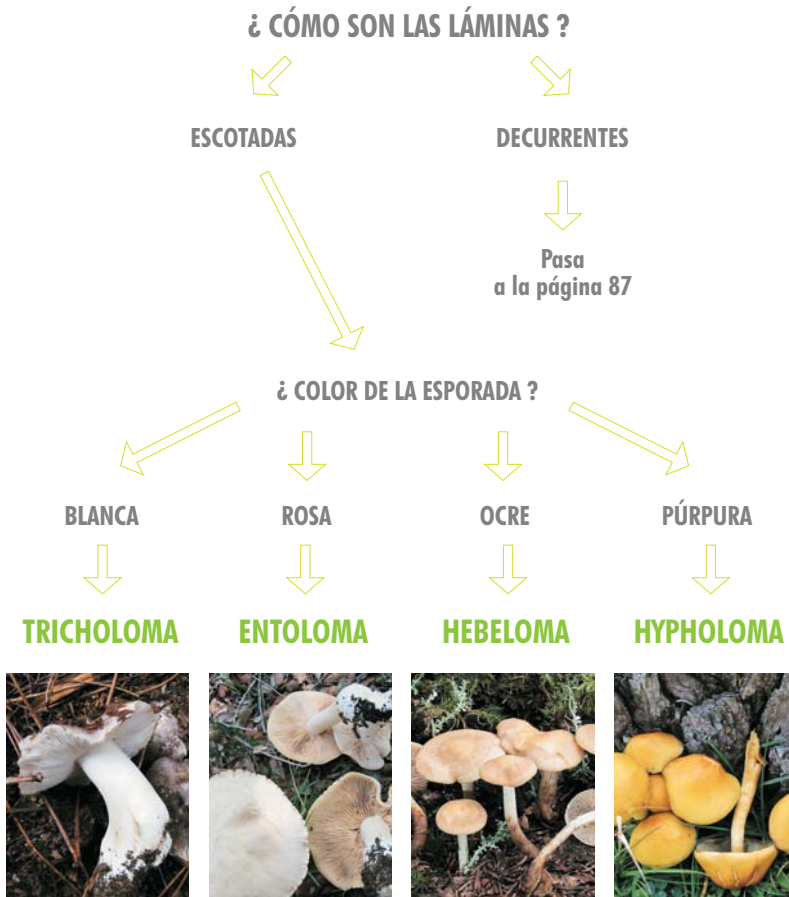 ¿ CÓMO SON LAS LÁMINAS ?
ESCOTADAS
DECURRENTES
Pasa
a la página 87
¿ COLOR DE LA ESPORADA ?
BLANCA
ROSA
OCRE
PÚRPURA
TRICHOLOMA
ENTOLOMA
HEBELOMA
HYPHOLOMA